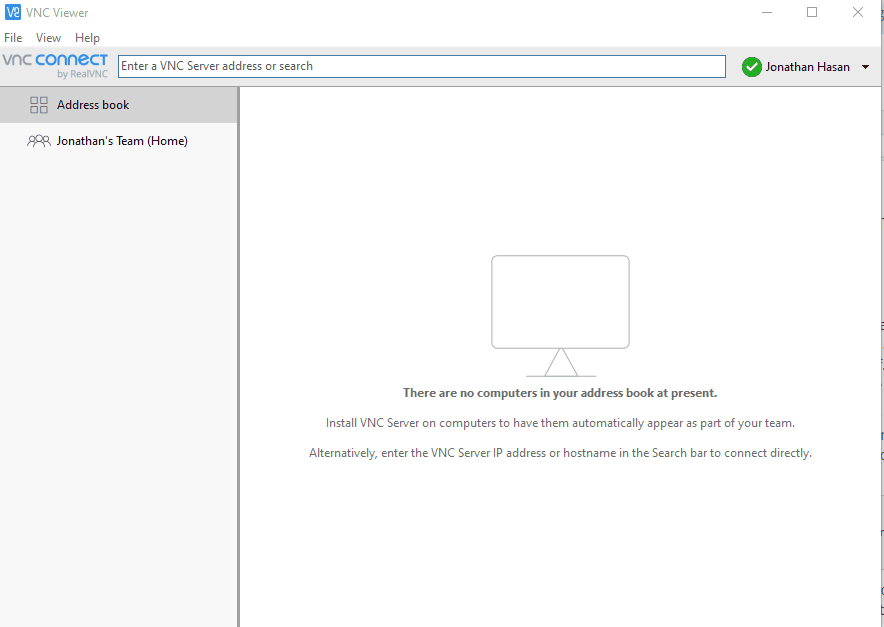 VNC Viewer
File View Help
vnc connect
by RealVNC
Enter a VNC Server address or search
Jonathan Hasan
Address book
Jonathan's Team (Home)
There are no computers in your address book at present.
Install VNC Server on computers to have them automatically appear as part of your team.
Alternatively, enter the VNC Server IP address or hostname in the Search bar to connect directly.